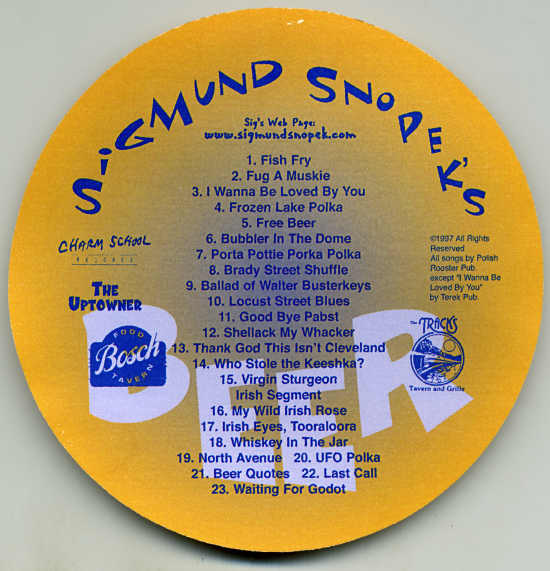 SIGMUND SNOPEK'S
Sig's Web Page:
www.sigmundsnopek.com
1. Fish Fry
2. Fug A Muskie
3. I Wanna Be Loved By You
4. Frozen Lake Polka
5. Free Beer
6. Bubbler In The Dome
7. Porta Pottie Porka Polka
8. Brady Street Shuffle
9. Ballad of Walter Busterkeys
10. Locust Street Blues
11. Good Bye Pabst
12. Shellack My Whacker
13. Thank God This Isn't Cleveland
14. Who Stole the Keeshka?
15. Virgin Sturgeon
Irish Segment
16. My Wild Irish Rose
17. Irish Eyes, Tooraloora
18. Whiskey In The Jar
19. North Avenue 20. UFO Polka
21. Beer Quotes 22. Last Call
23. Waiting For Godot
CHARM SCHOOL
RECORDS
THE
UPTOWNER
FOOD
Bosch
TAVERN
©1997 All Rights
Reserved
All songs by Polish
Rooster Pub.
except "I Wanna Be
Loved By You"
by Terek Pub.
The TRACKS
Tavern and Grille
BEER